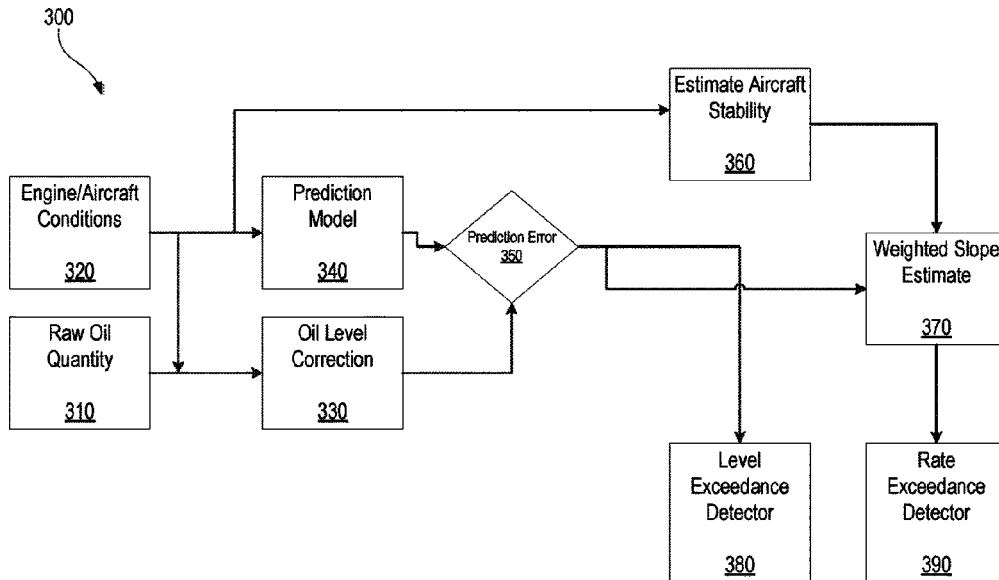 300
Estimate Aircraft
Stability
360
Engine/Aircraft
Conditions
320
Prediction
Model
340
Prediction Error
350
Weighted Slope
Estimate
370
Raw Oil
Quantity
310
Oil Level
Correction
330
Level
Exceedance
Detector
380
Rate
Exceedance
Detector
390